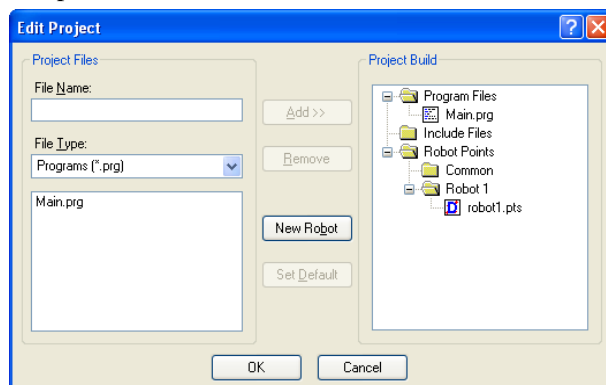 Edit Project
Project Files
File Name:
File Type:
Programs (*.prg)
Main.prg
Add >>
Remove
New Robot
Set Default
Project Build
Program Files
Main.prg
Include Files
Robot Points
Common
Robot 1
D robot1.pts
OK
Cancel